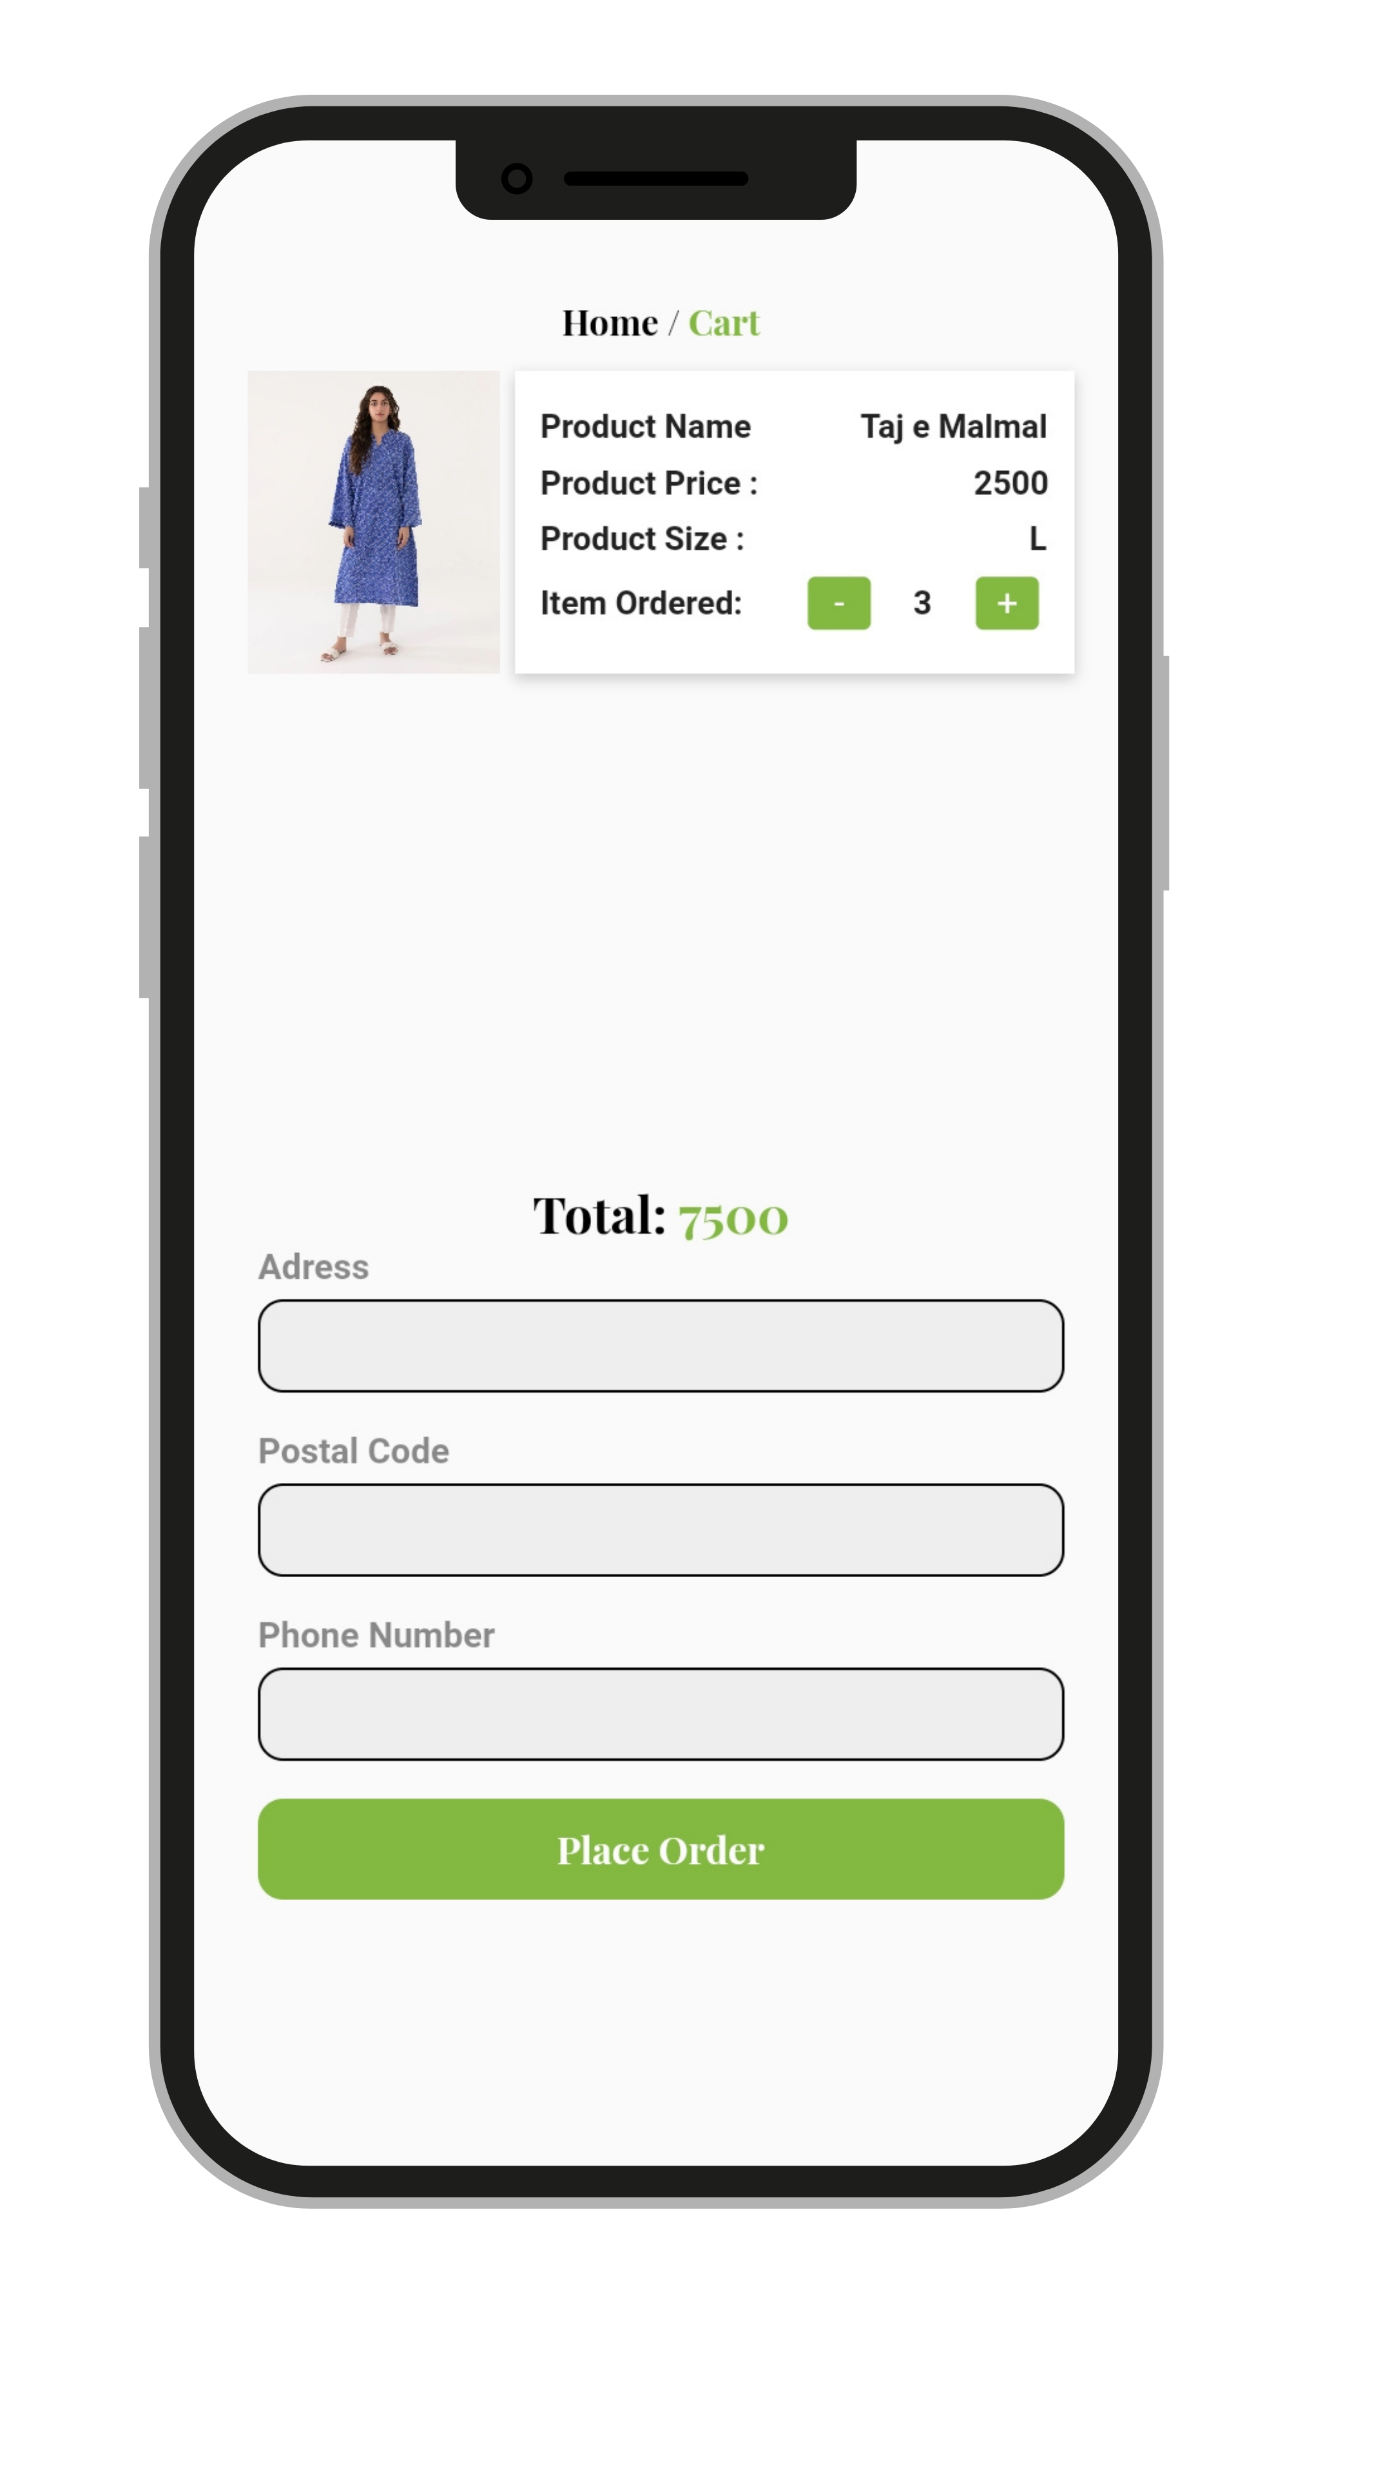 Home / Cart
Product Name Taj e Malmal
Product Price : 2500
Product Size : L
Item Ordered: - 3 +
Total: 7500
Adress
Postal Code
Phone Number
Place Order